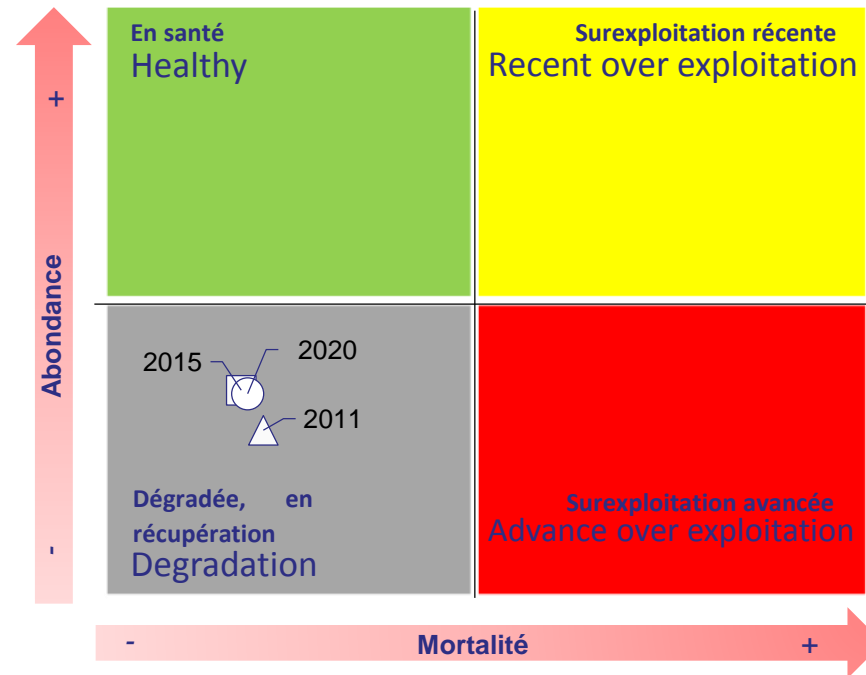 En santé
Healthy
Surexploitation récente
Recent over exploitation
+
Abondance
-
2015
2020
2011
Dégradée, en
récupération
Degradation
Surexploitation avancée
Advance over exploitation
-
Mortalité
+